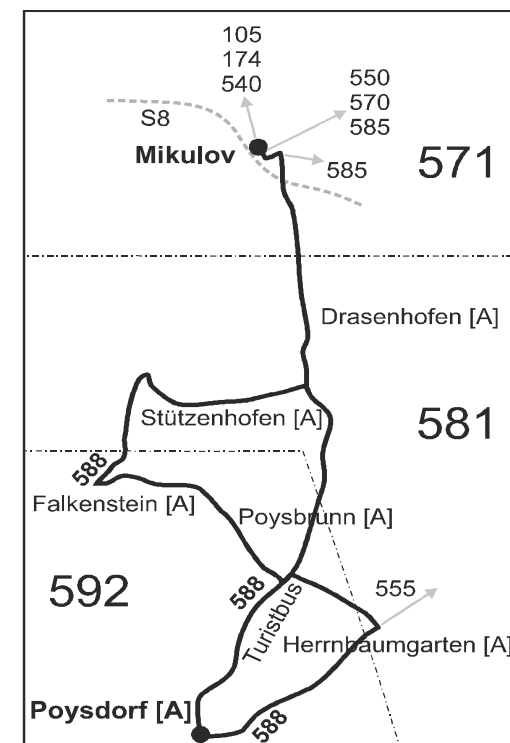 105
174
540
550
570
585
S8
Mikulov
585
571
Drasenhofen [A]
Stützenhofen [A]
581
588
Falkenstein [A]
Poysbrunn [A]
592
588
Turistbus
555
Herrnbaumgarten [A]
Poysdorf [A]
588